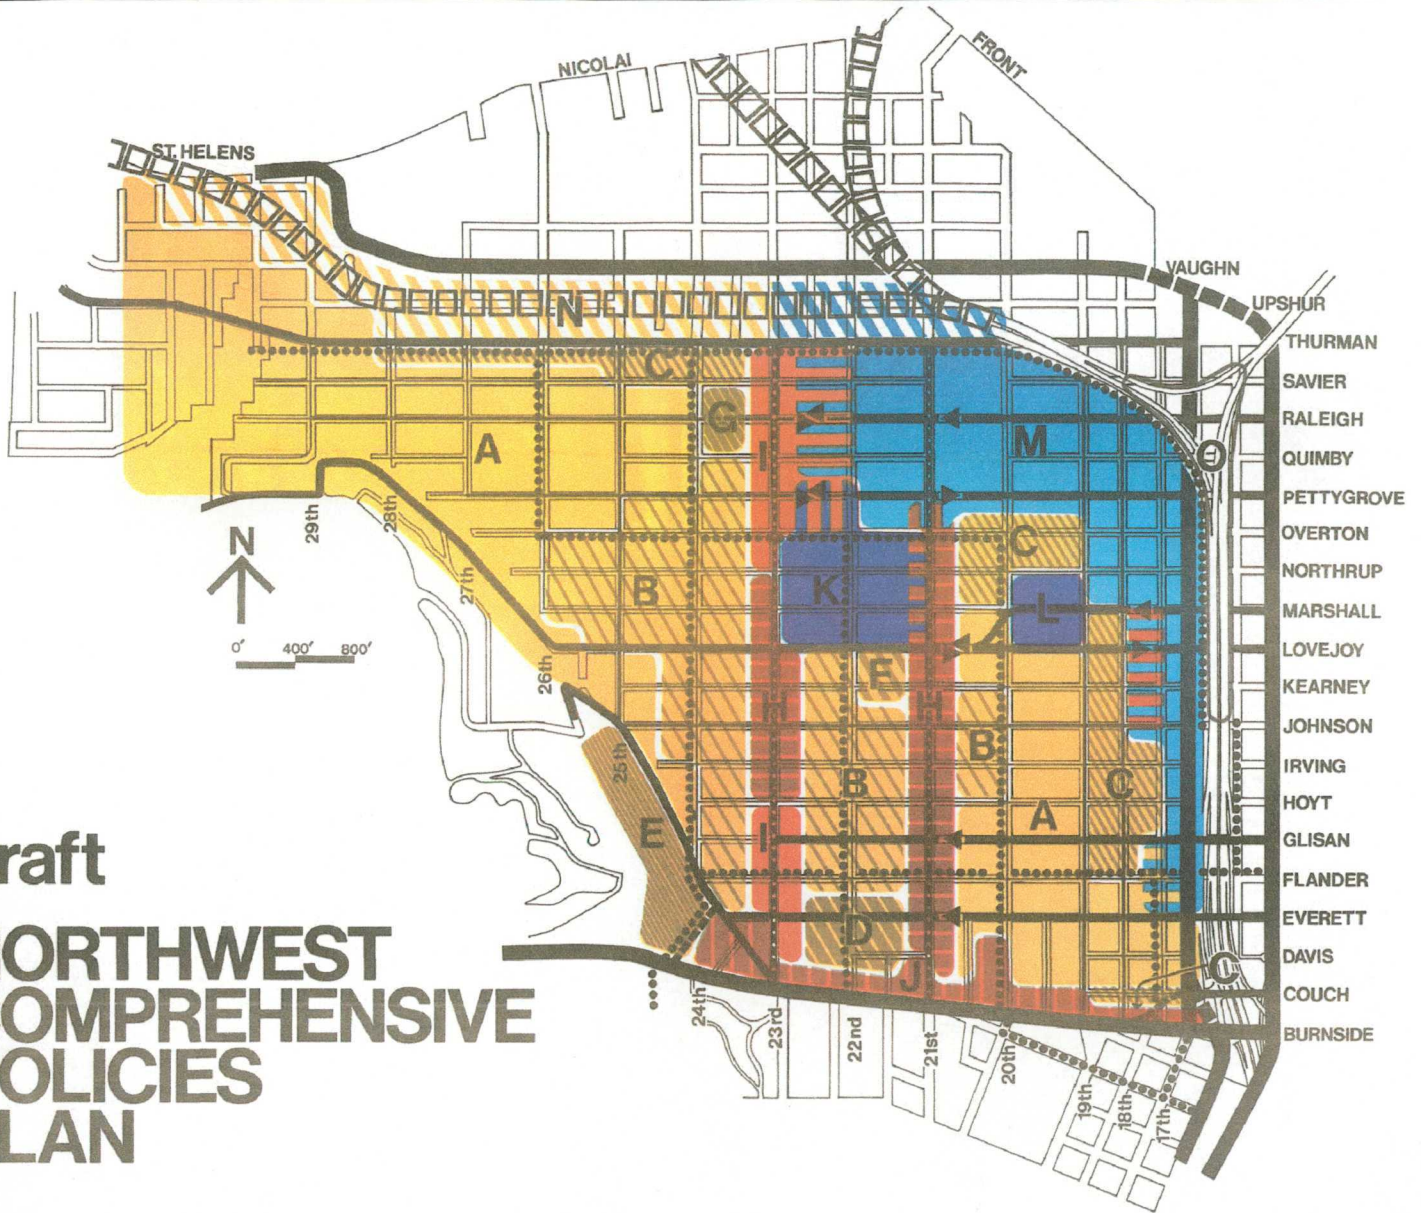 NICOLAI
FRONT
ST. HELENS
VAUGHN
UPSHUR
N
THURMAN
C
SAVIER
G
RALEIGH
A
I
M
O
QUIMBY
PETTYGROVE
29th
28th
N
C
OVERTON
27th
B
K
NORTHRUP
L
MARSHALL
0' 400' 800'
LOVEJOY
26th
F
KEARNEY
H
H
JOHNSON
25th
B
IRVING
B
C
HOYT
E
I
A
GLISAN
raft
FLANDER
D
EVERETT
ORTHWEST
J
C
DAVIS
OMPREHENSIVE
COUCH
24th
23rd
22nd
21st
20th
19th
18th
17th
BURNSIDE
OLICIES
LAN